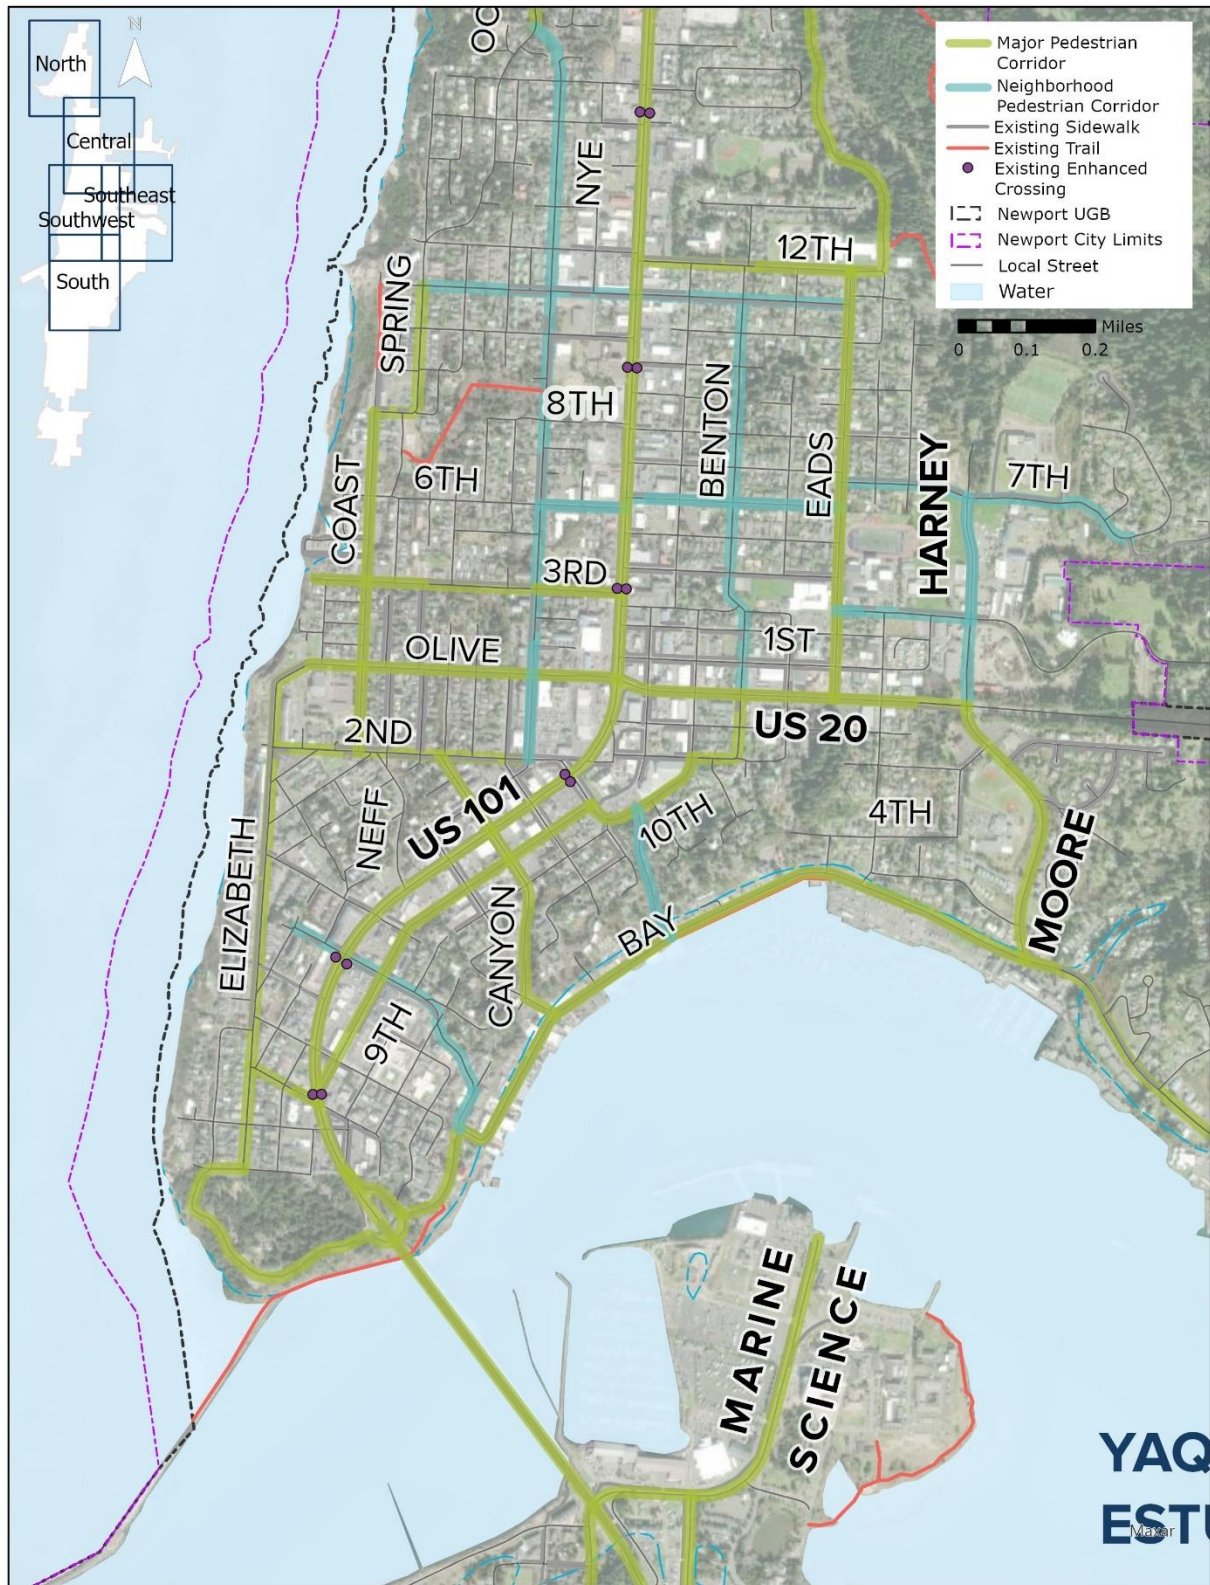 OC
N
North
Central
Southeast
Southwest
South
Major Pedestrian
Corridor
Neighborhood
Pedestrian Corridor
Existing Sidewalk
Existing Trail
Existing Enhanced
Crossing
Newport UGB
Newport City Limits
Local Street
Water
Miles
0 0.1 0.2
NYE
12TH
SPRING
8TH
BENTON
EADS
HARNEY
7TH
6TH
COAST
3RD
1ST
OLIVE
US 20
2ND
US 101
NEFF
10TH
4TH
MOORE
ELIZABETH
CANYON
BAY
9TH
MARINE
SCIENCE
YAQ
ESTU
Maxar